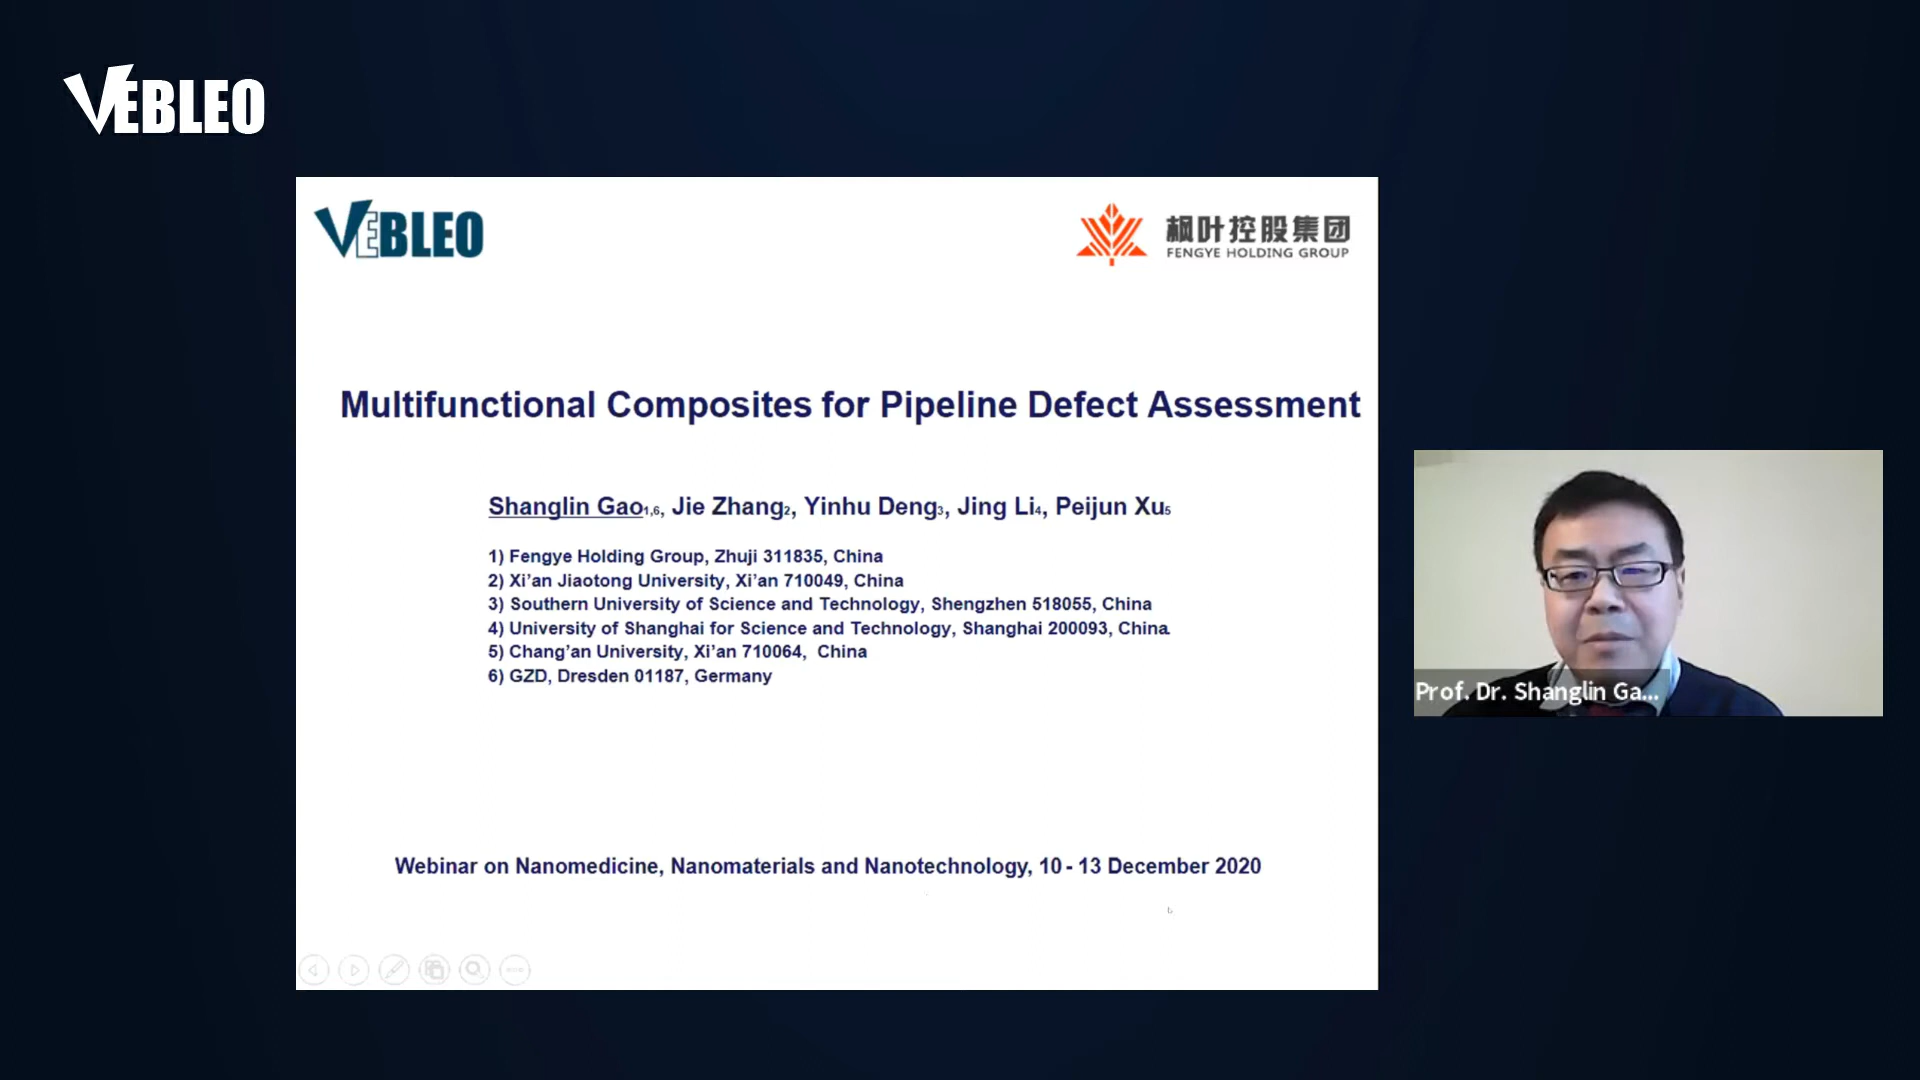 VEBLEO
VEBLEO
枫叶控股集团
FENGYE HOLDING GROUP
Multifunctional Composites for Pipeline Defect Assessment
Shanglin Gao1,6, Jie Zhang2, Yinhu Deng3, Jing Li4, Peijun Xu5
1) Fengye Holding Group, Zhuji 311835, China
2) Xi’an Jiaotong University, Xi’an 710049, China
3) Southern University of Science and Technology, Shengzhen 518055, China
4) University of Shanghai for Science and Technology, Shanghai 200093, China
5) Chang’an University, Xi’an 710064, China
6) GZD, Dresden 01187, Germany
Prof. Dr. Shanglin Ga...
Webinar on Nanomedicine, Nanomaterials and Nanotechnology, 10 - 13 December 2020